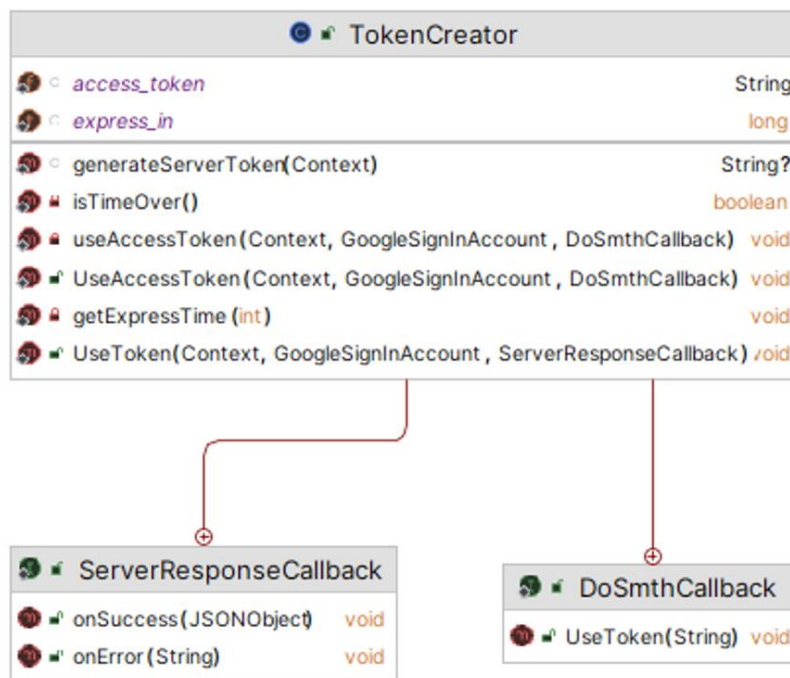 TokenCreator
access_token String
express_in long
generateServerToken(Context) String?
isTimeOver() boolean
useAccessToken(Context, GoogleSignInAccount, DoSmthCallback) void
UseAccessToken(Context, GoogleSignInAccount, DoSmthCallback) void
getExpressTime(int) void
UseToken(Context, GoogleSignInAccount, ServerResponseCallback) void
ServerResponseCallback
onSuccess(JSONObject) void
onError(String) void
DoSmthCallback
UseToken(String) void